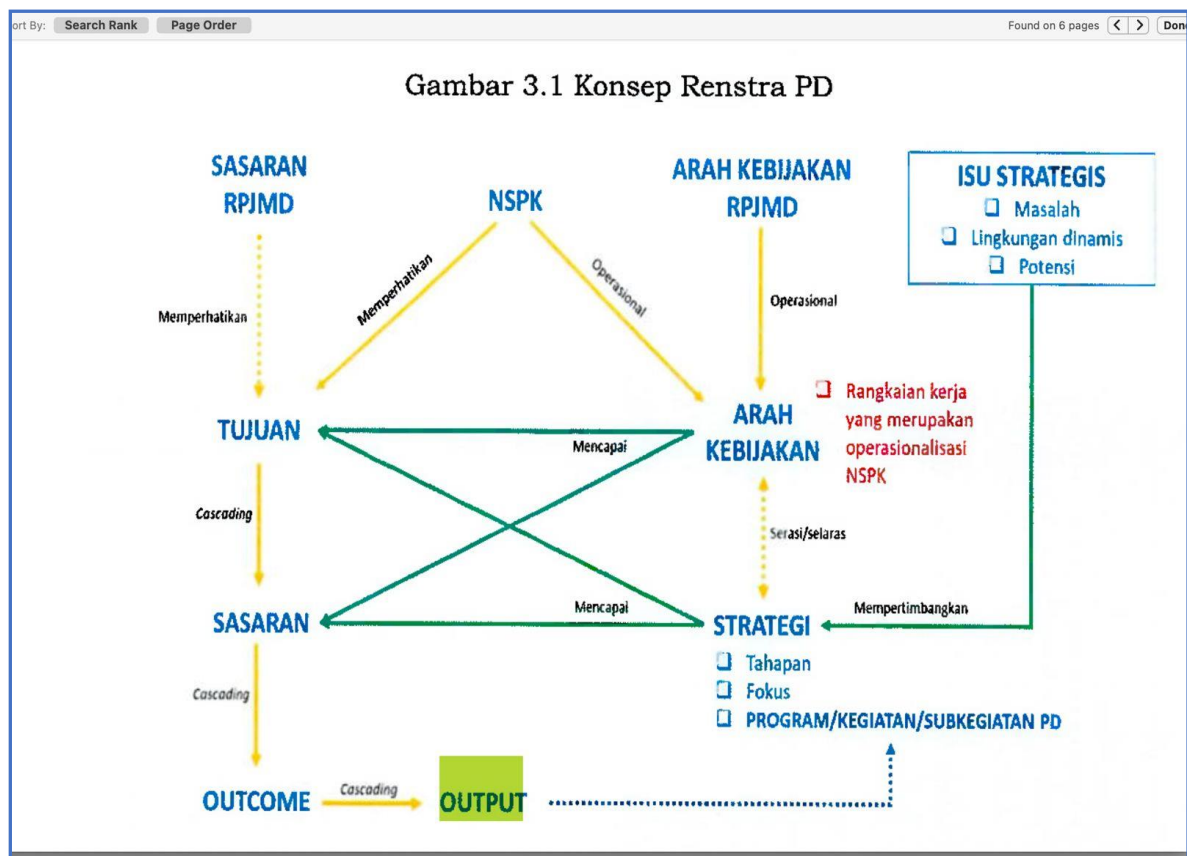 ort By:
Search Rank
Page Order
Found on 6 pages
Don
Gambar 3.1 Konsep Renstra PD
SASARAN
RPJMD
NSPK
ARAH KEBIJAKAN
RPJMD
ISU STRATEGIS
Masalah
Lingkungan dinamis
Potensi
Memperhatikan
Memperhatikan
Operasional
Operasional
TUJUAN
Mencapai
ARAH
KEBIJAKAN
Rangkaian kerja
yang merupakan
operasionalisasi
NSPK
Cascading
Serasi/selaras
SASARAN
Mencapai
STRATEGI
Mempertimbangkan
Tahapan
Fokus
PROGRAM/KEGIATAN/SUBKEGIATAN PD
Cascading
OUTCOME
Cascading
OUTPUT